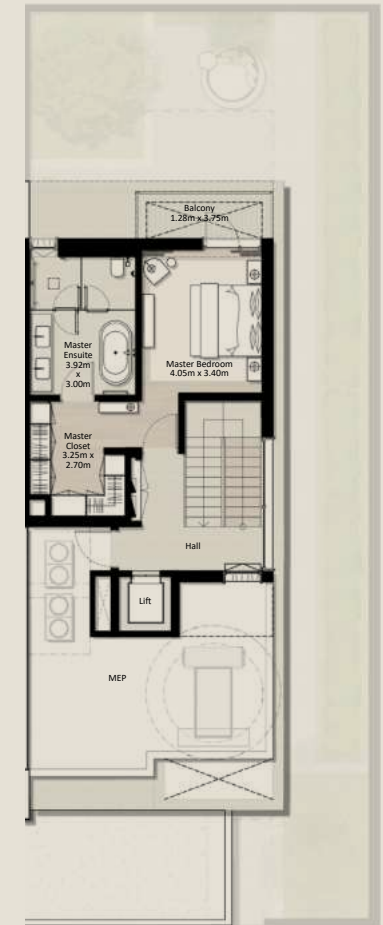 Balcony
1.28m x 3.75m
Master
Ensuite
3.92m
x
3.00m
Master Bedroom
4.05m x 3.40m
Master
Closet
3.25m x
2.70m
Hall
Lift
MEP